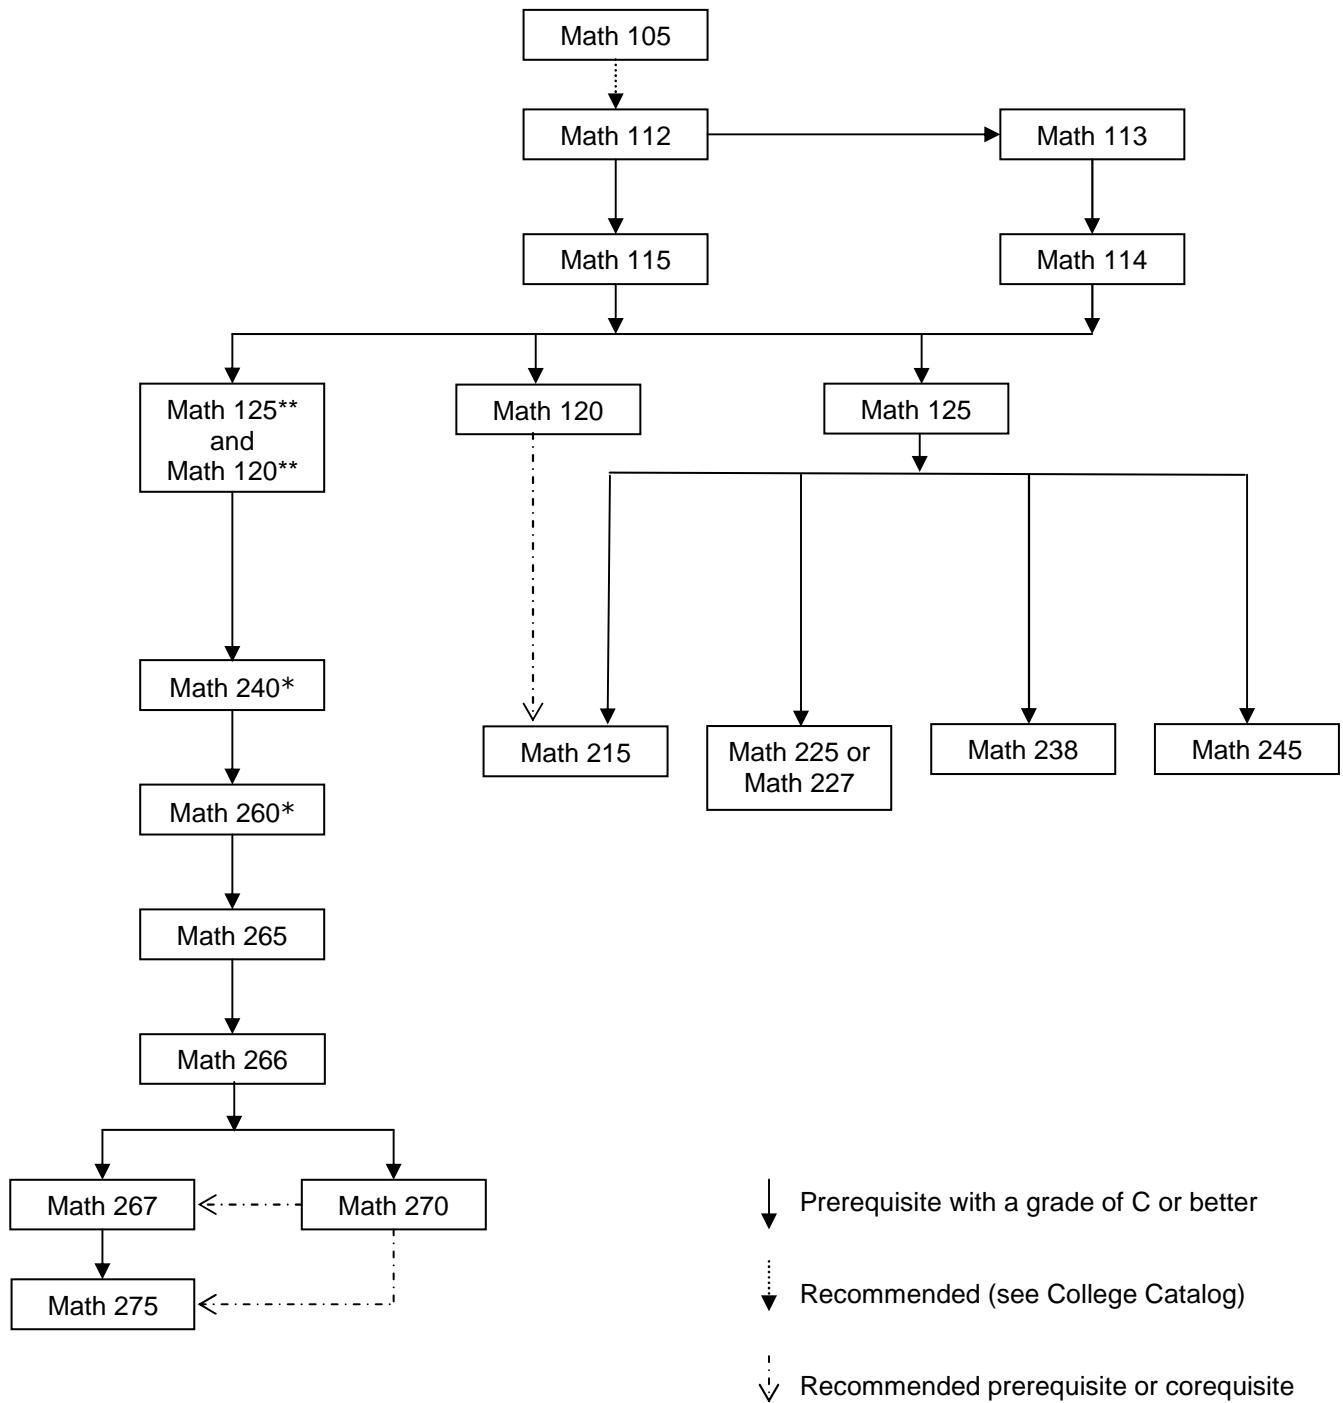 Math 105
Math 112
Math 113
Math 115
Math 114
Math 125**
and
Math 120**
Math 120
Math 125
Math 240*
Math 215
Math 225 or
Math 227
Math 238
Math 245
Math 260*
Math 265
Math 266
Math 267
Math 270
Math 275
Prerequisite with a grade of C or better
Recommended (see College Catalog)
Recommended prerequisite or corequisite